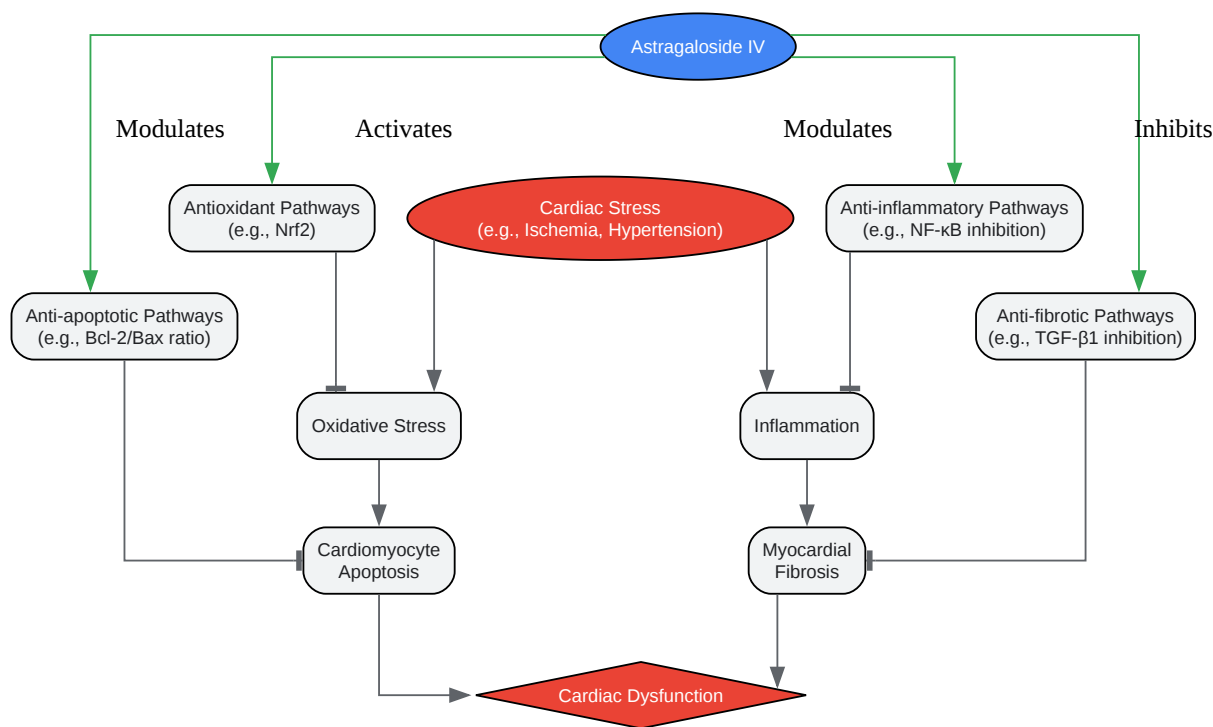 Astragaloside IV
Modulates
Activates
Modulates
Inhibits
Antioxidant Pathways
(e.g., Nrf2)
Cardiac Stress
(e.g., Ischemia, Hypertension)
Anti-inflammatory Pathways
(e.g., NF-κB inhibition)
Anti-apoptotic Pathways
(e.g., Bcl-2/Bax ratio)
Anti-fibrotic Pathways
(e.g., TGF-β1 inhibition)
Oxidative Stress
Inflammation
Cardiomyocyte
Apoptosis
Myocardial
Fibrosis
Cardiac Dysfunction